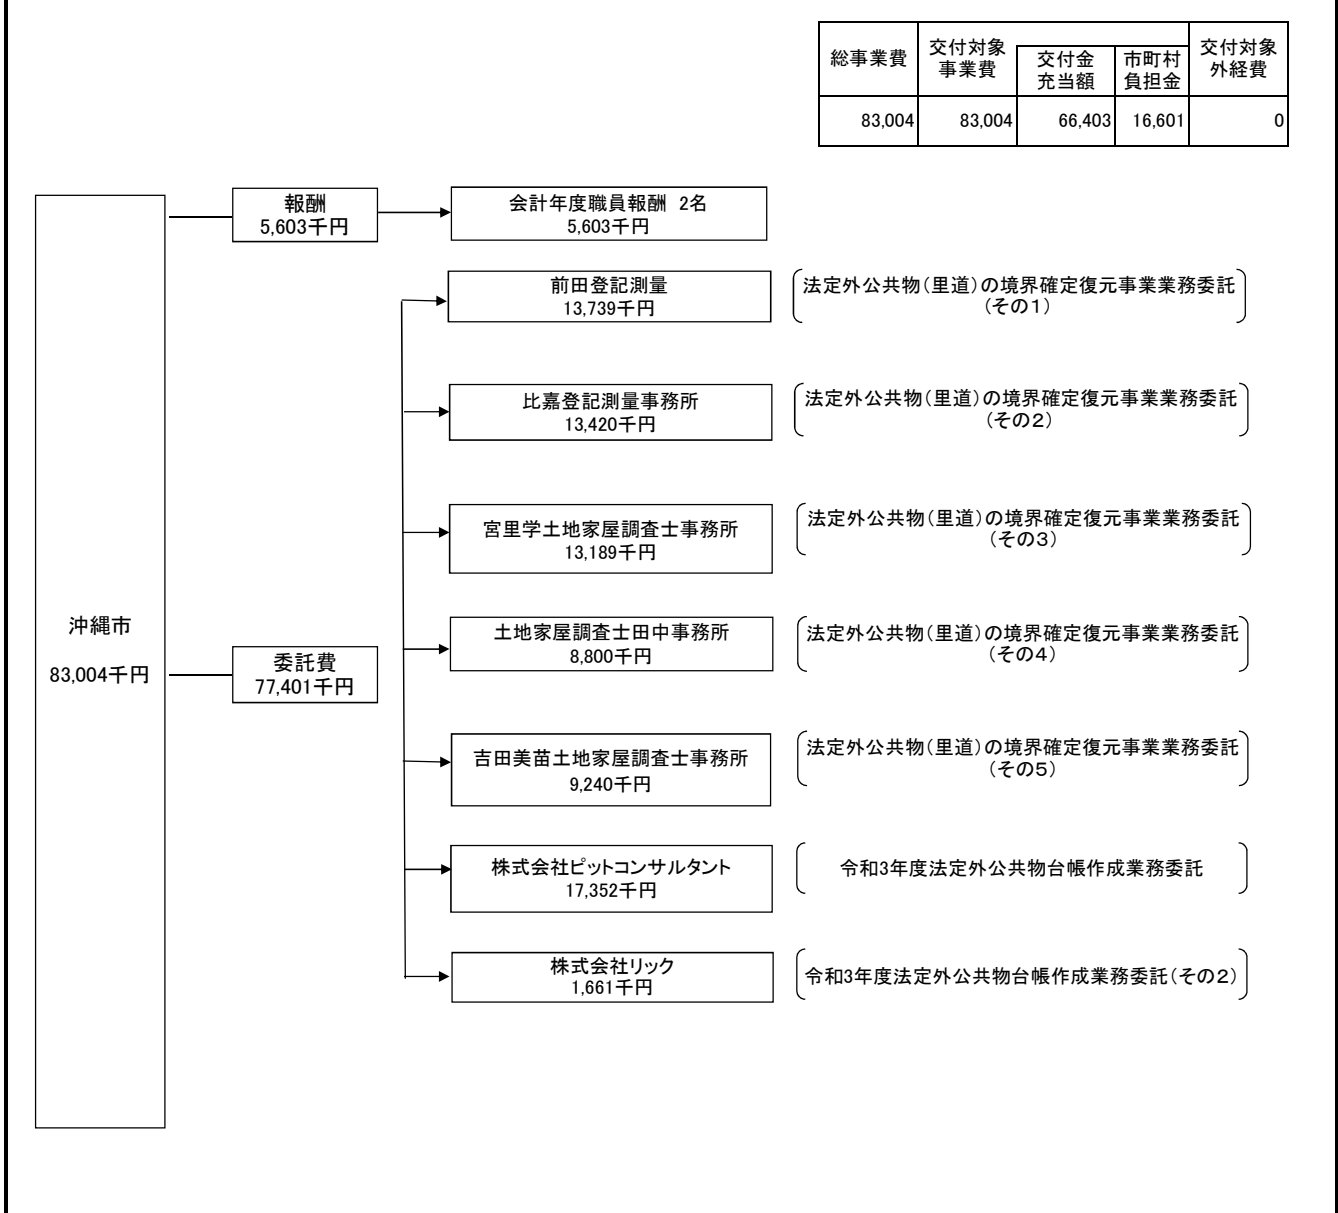 総事業費
交付対象
事業費
交付金
充当額
市町村
負担金
交付対象
外経費
83,004
83,004
66,403
16,601
0
沖縄市
83,004千円
報酬
5,603千円
会計年度職員報酬 2名
5,603千円
委託費
77,401千円
前田登記測量
13,739千円
法定外公共物(里道)の境界確定復元事業業務委託
(その1)
比嘉登記測量事務所
13,420千円
法定外公共物(里道)の境界確定復元事業業務委託
(その2)
宮里学土地家屋調査士事務所
13,189千円
法定外公共物(里道)の境界確定復元事業業務委託
(その3)
土地家屋調査士田中事務所
8,800千円
法定外公共物(里道)の境界確定復元事業業務委託
(その4)
吉田美苗土地家屋調査士事務所
9,240千円
法定外公共物(里道)の境界確定復元事業業務委託
(その5)
株式会社ピットコンサルタント
17,352千円
令和3年度法定外公共物台帳作成業務委託
株式会社リック
1,661千円
令和3年度法定外公共物台帳作成業務委託(その2)